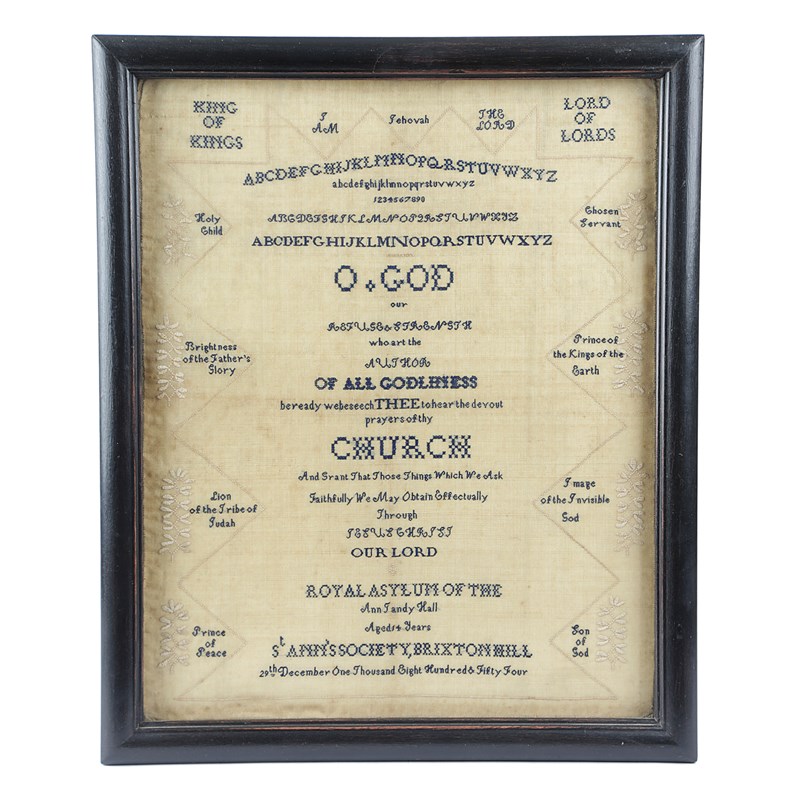 KING
OF
KINGS
I
AM
Jehovah
THE
LORD
LORD
OF
LORDS
ABCDEFGHIJKLMNOPQRSTUVWXYZ
abcdefghijklmnopqrstuvwxyz
1234567890
ABCDEFGHIKLMNOPQRSTUVWXYZ
ABCDEFGHIJKLMNOPQRSTUVWXYZ
Holy
Child
Chosen
Servant
O. GOD
our
REFUGE & STRENGTH
who art the
AUTHOR
OF ALL GODLINESS
be ready we beseech THEE to hear the devout
prayers of thy
CHURCH
And Grant That Those Things Which We Ask
Faithfully We May Obtain Effectually
Through
JESUS CHRIST
OUR LORD
Brightness
of the Father's
Glory
Prince of
the Kings of the
Earth
Lion
of the Tribe of
Judah
Image
of the Invisible
God
Prince
of
Peace
Son
of
God
ROYAL ASYLUM OF THE
Ann Tandy Hall
Aged 14 Years
St ANN'S SOCIETY, BRIXTON HILL
29th December One Thousand Eight Hundred & Fifty Four